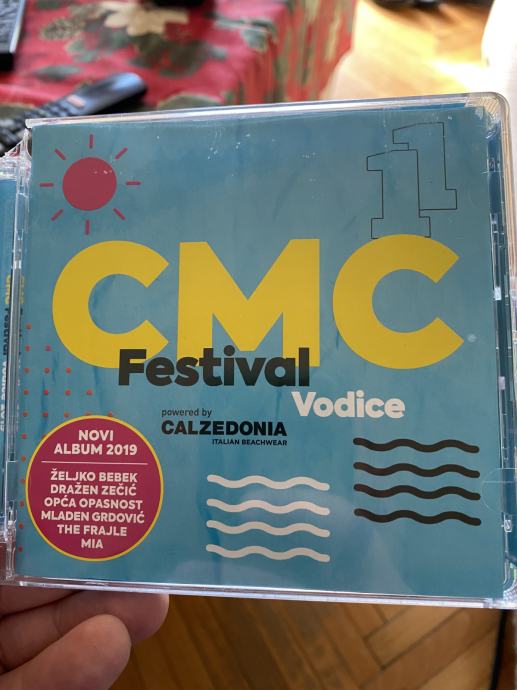 11
CMC
Festival
Vodice
powered by
CALZEDONIA
ITALIAN BEACHWEAR
NOVI
ALBUM 2019
ŽELJKO BEBEK
DRAŽEN ZEČIĆ
OPĆA OPASNOST
MLADEN GRDOVIĆ
THE FRAJLE
MIA